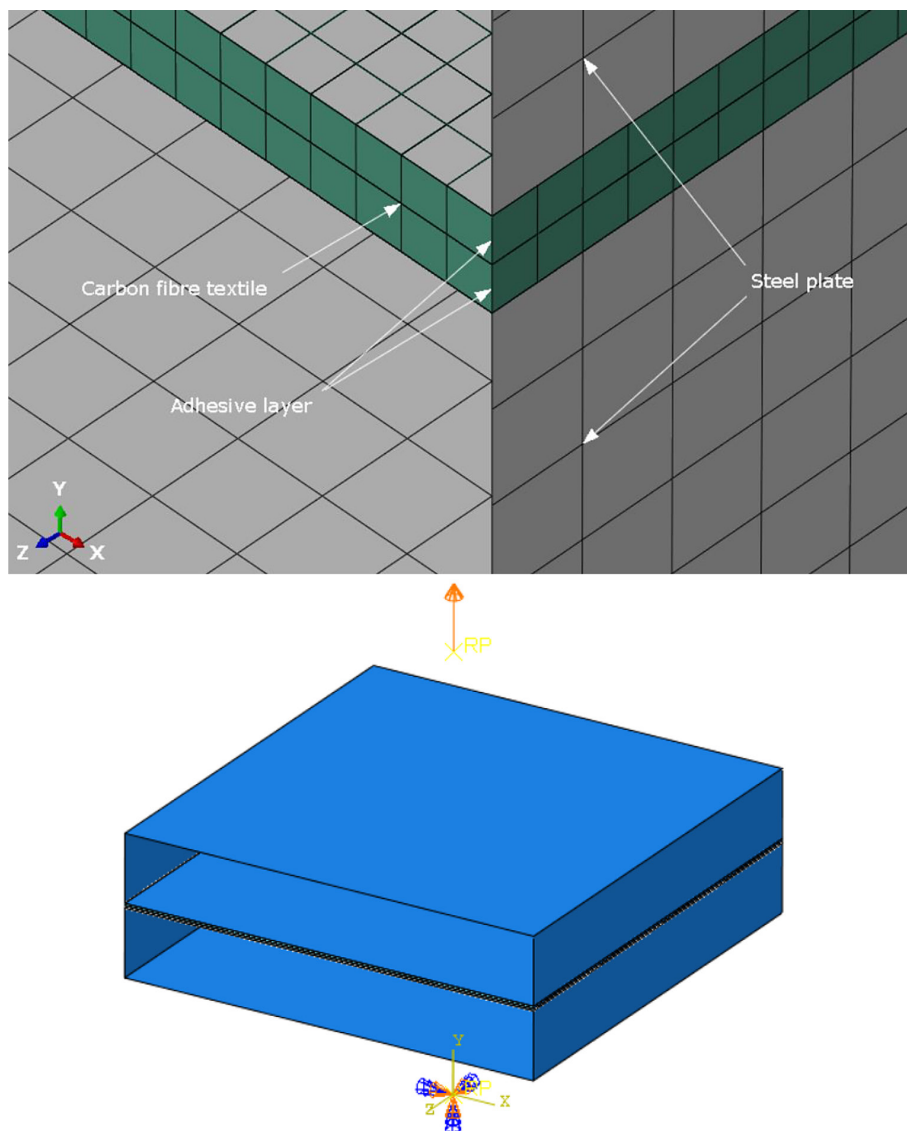 Carbon fibre textile
Steel plate
Adhesive layer
Y
Z
X
RP
Y
RP
Z
X